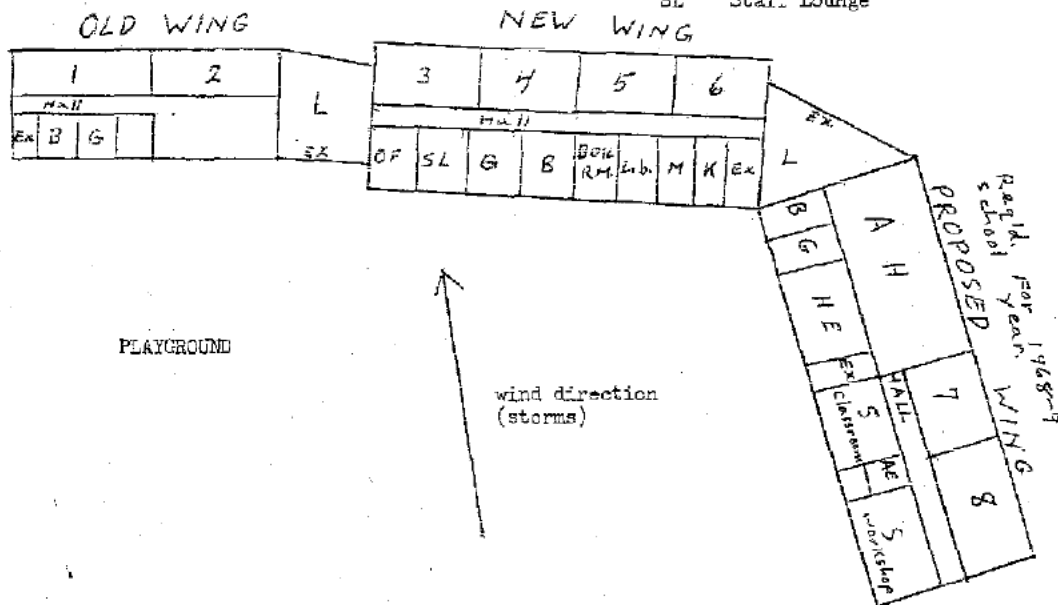 SL Staff Lounge
OLD WING
NEW WING
1 2
Hall
Ex B G
L
EX
3 4 5 6
Hall
OF SL G B BOIL RM. Lib. M K Ex
Ex.
L
B
G
HE
EX
AH
Req'd. For
school year
PROPOSED WING
HALL
7
8
S classroom
AE
S workshop
PLAYGROUND
wind direction
(storms)